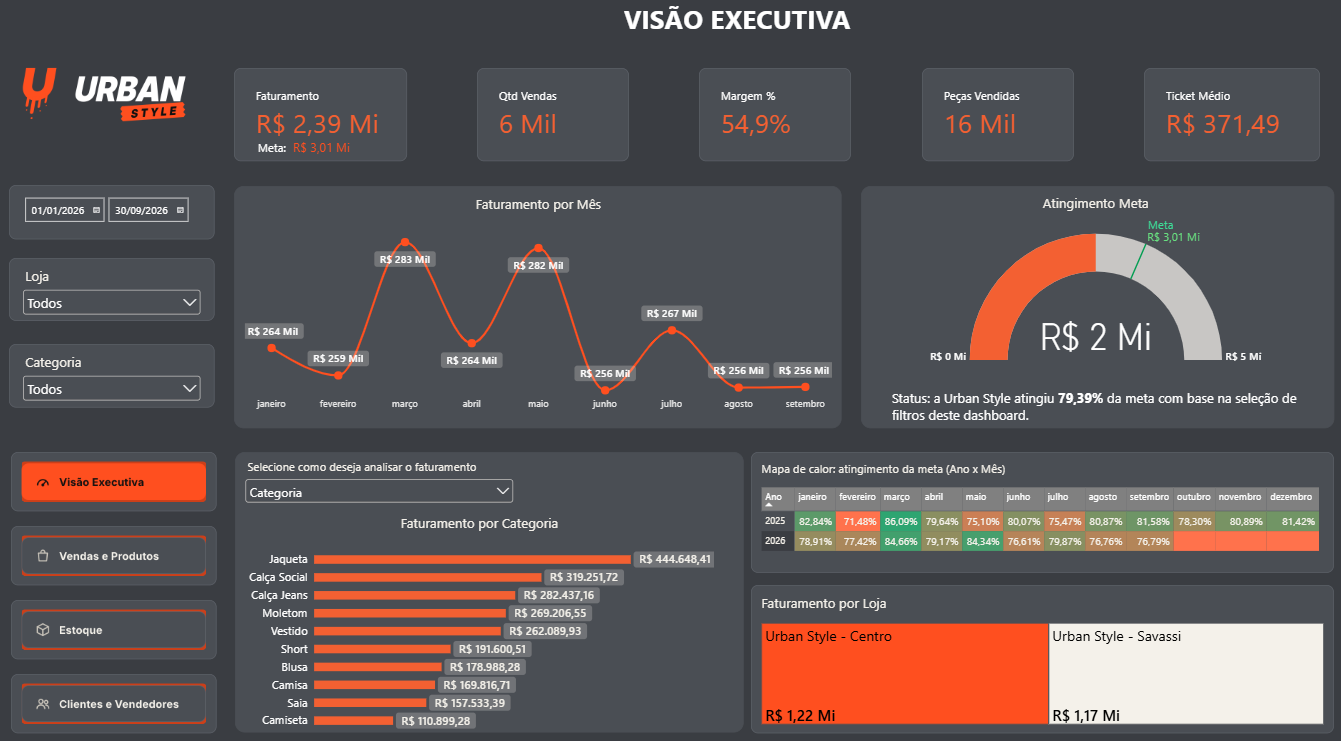 VISÃO EXECUTIVA
URBAN
STYLE
Faturamento
R$ 2,39 Mi
Meta: R$ 3,01 Mi
Qtd Vendas
6 Mil
Margem %
54,9%
Peças Vendidas
16 Mil
Ticket Médio
R$ 371,49
01/01/2026 30/09/2026
Loja
Todos
Categoria
Todos
Faturamento por Mês
R$ 264 Mil
R$ 259 Mil
R$ 283 Mil
R$ 264 Mil
R$ 282 Mil
R$ 256 Mil
R$ 267 Mil
R$ 256 Mil
R$ 256 Mil
janeiro fevereiro março abril maio junho julho agosto setembro
Atingimento Meta
Meta
R$ 3,01 Mi
R$ 2 Mi
R$ 0 Mi
R$ 5 Mi
Status: a Urban Style atingiu 79,39% da meta com base na seleção de
filtros deste dashboard.
Visão Executiva
Vendas e Produtos
Estoque
Clientes e Vendedores
Selecione como deseja analisar o faturamento
Categoria
Faturamento por Categoria
Jaqueta R$ 444.648,41
Calça Social R$ 319.251,72
Calça Jeans R$ 282.437,16
Moletom R$ 269.206,55
Vestido R$ 262.089,93
Short R$ 191.600,51
Blusa R$ 178.988,28
Camisa R$ 169.816,71
Saia R$ 157.533,39
Camiseta R$ 110.899,28
Mapa de calor: atingimento da meta (Ano x Mês)
Ano janeiro fevereiro março abril maio junho julho agosto setembro outubro novembro dezembro
2025 82,84% 71,48% 86,09% 79,64% 75,10% 80,07% 75,47% 80,87% 81,58% 78,30% 80,89% 81,42%
2026 78,91% 77,42% 84,66% 79,17% 84,34% 76,61% 79,87% 76,76% 76,79%
Faturamento por Loja
Urban Style - Centro
R$ 1,22 Mi
Urban Style - Savassi
R$ 1,17 Mi